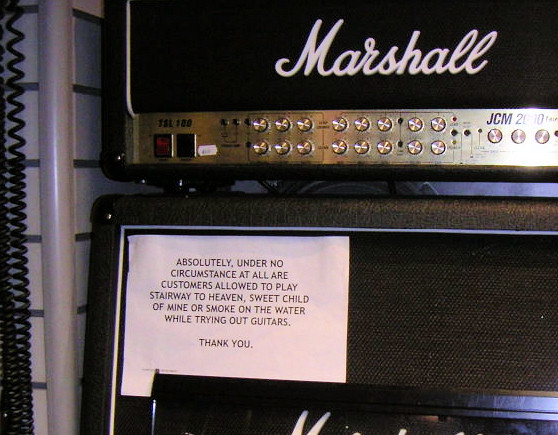 Marshall
TSL 100
JCM 2000
ABSOLUTELY, UNDER NO
CIRCUMSTANCE AT ALL ARE
CUSTOMERS ALLOWED TO PLAY
STAIRWAY TO HEAVEN, SWEET CHILD
OF MINE OR SMOKE ON THE WATER
WHILE TRYING OUT GUITARS.
THANK YOU.